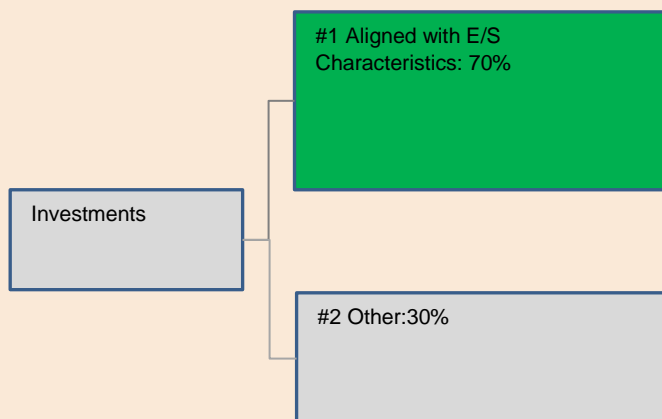 #1 Aligned with E/S
Characteristics: 70%
Investments
#2 Other:30%